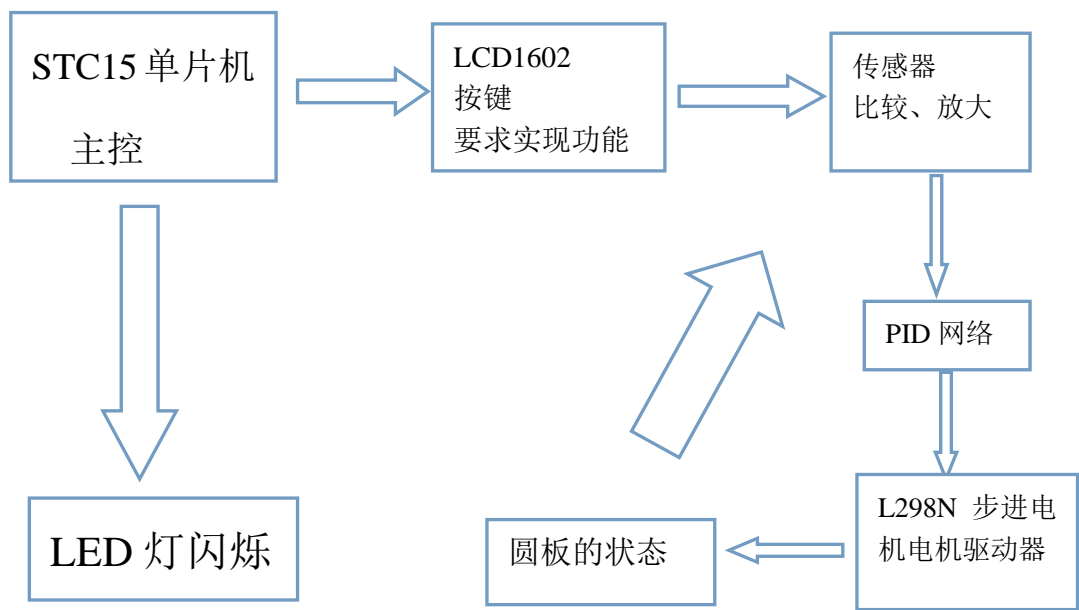 STC15 单片机
主控
LCD1602
按键
要求实现功能
传感器
比较、放大
PID 网络
L298N 步进电
机电机驱动器
圆板的状态
LED 灯闪烁